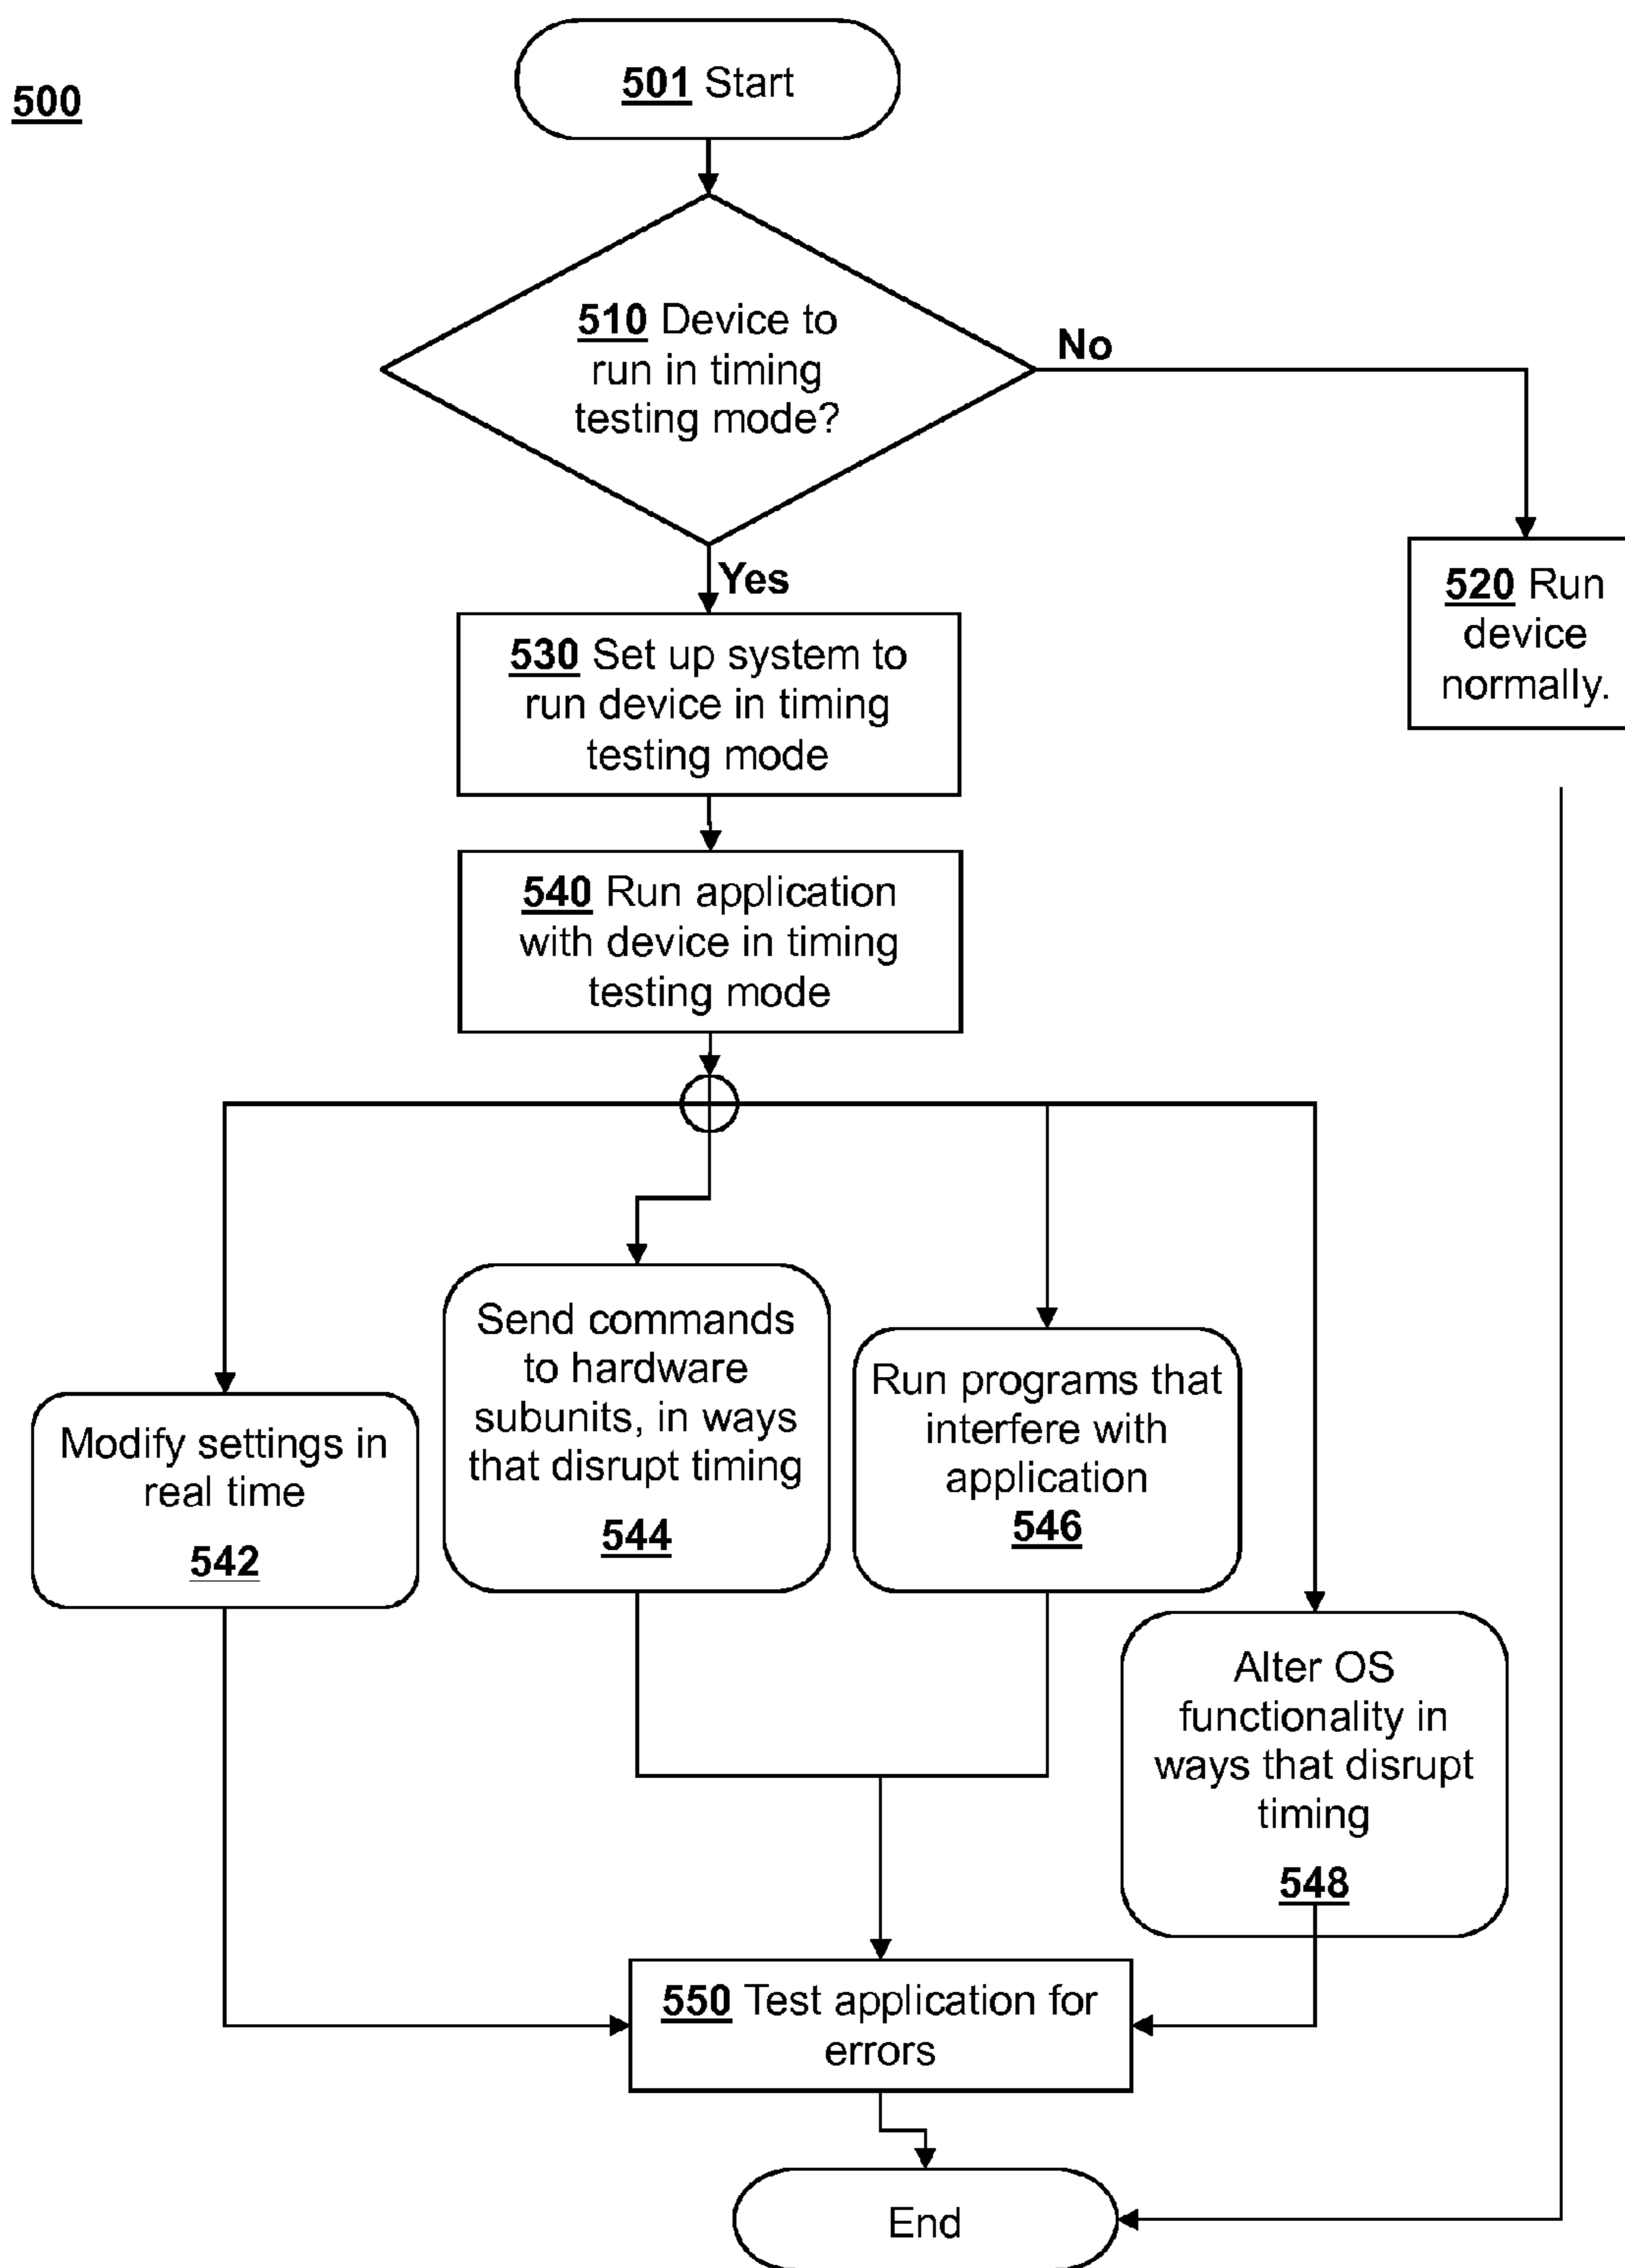 500
501 Start
510 Device to
run in timing
testing mode?
No
Yes
520 Run
device
normally.
530 Set up system to
run device in timing
testing mode
540 Run application
with device in timing
testing mode
Modify settings in
real time
542
Send commands
to hardware
subunits, in ways
that disrupt timing
544
Run programs that
interfere with
application
546
Alter OS
functionality in
ways that disrupt
timing
548
550 Test application for
errors
End